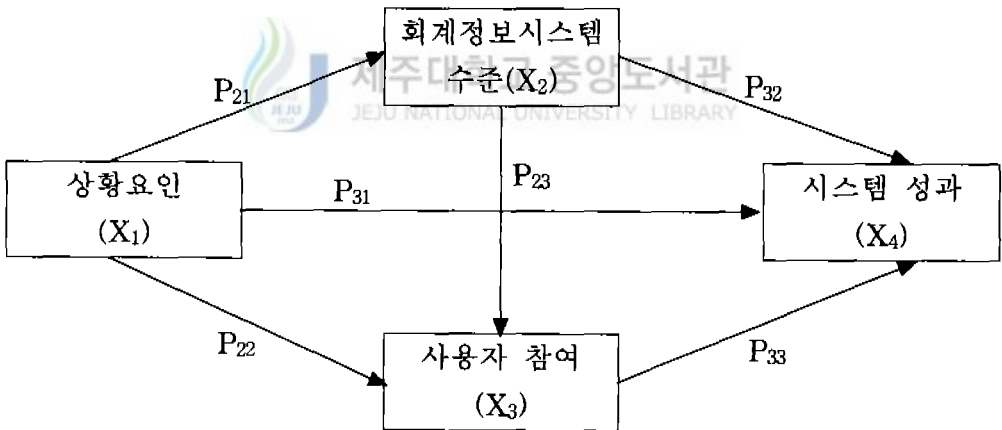 회계정보시스템
수준(X₂)
제주대학교 중앙도서관
JEJU NATIONAL UNIVERSITY LIBRARY
JEJU
1952
P₂₁
P₃₂
상황요인
(X₁)
P₃₁
P₂₃
시스템 성과
(X₄)
P₂₂
사용자 참여
(X₃)
P₃₃